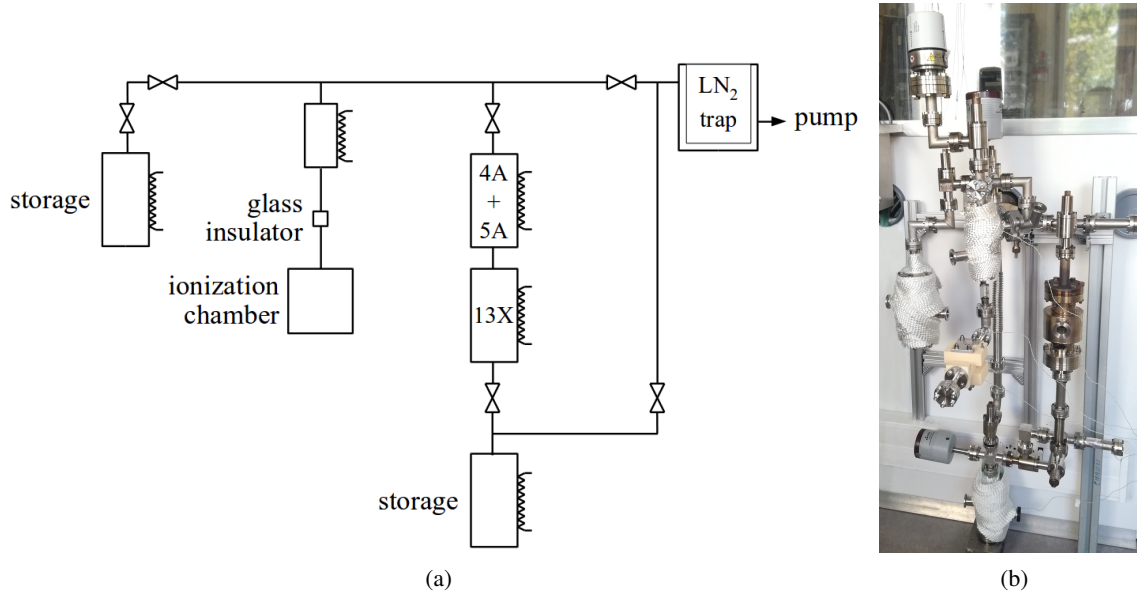 storage
glass
insulator
ionization
chamber
4A
+
5A
13X
storage
LN₂
trap
pump
(a)
(b)